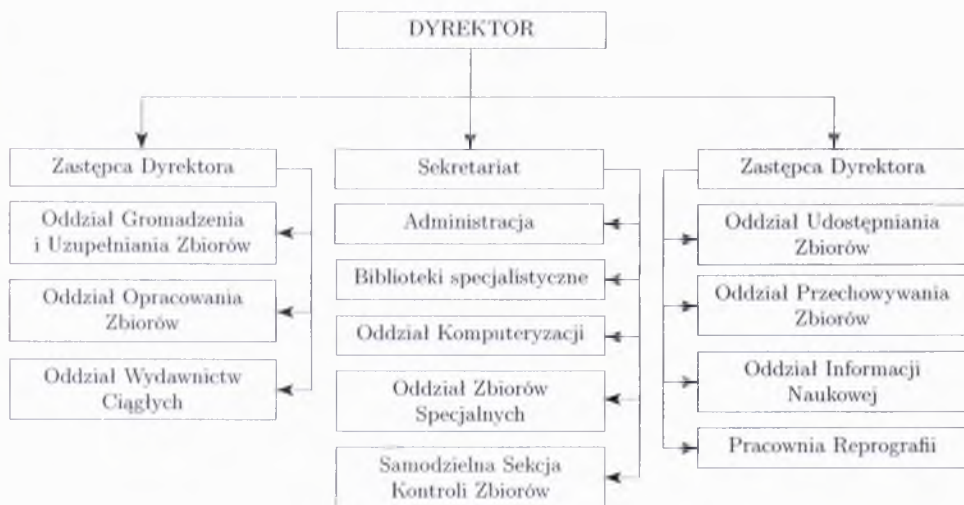 DYREKTOR
Zastępca Dyrektora
Oddział Gromadzenia
i Uzupełniania Zbiorów
Oddział Opracowania
Zbiorów
Oddział Wydawnictw
Ciągłych
Sekretariat
Administracja
Biblioteki specjalistyczne
Oddział Komputeryzacji
Oddział Zbiorów
Specjalnych
Samodzielna Sekcja
Kontroli Zbiorów
Zastępca Dyrektora
Oddział Udostępniania
Zbiorów
Oddział Przechowywania
Zbiorów
Oddział Informacji
Naukowej
Pracownia Reprografii